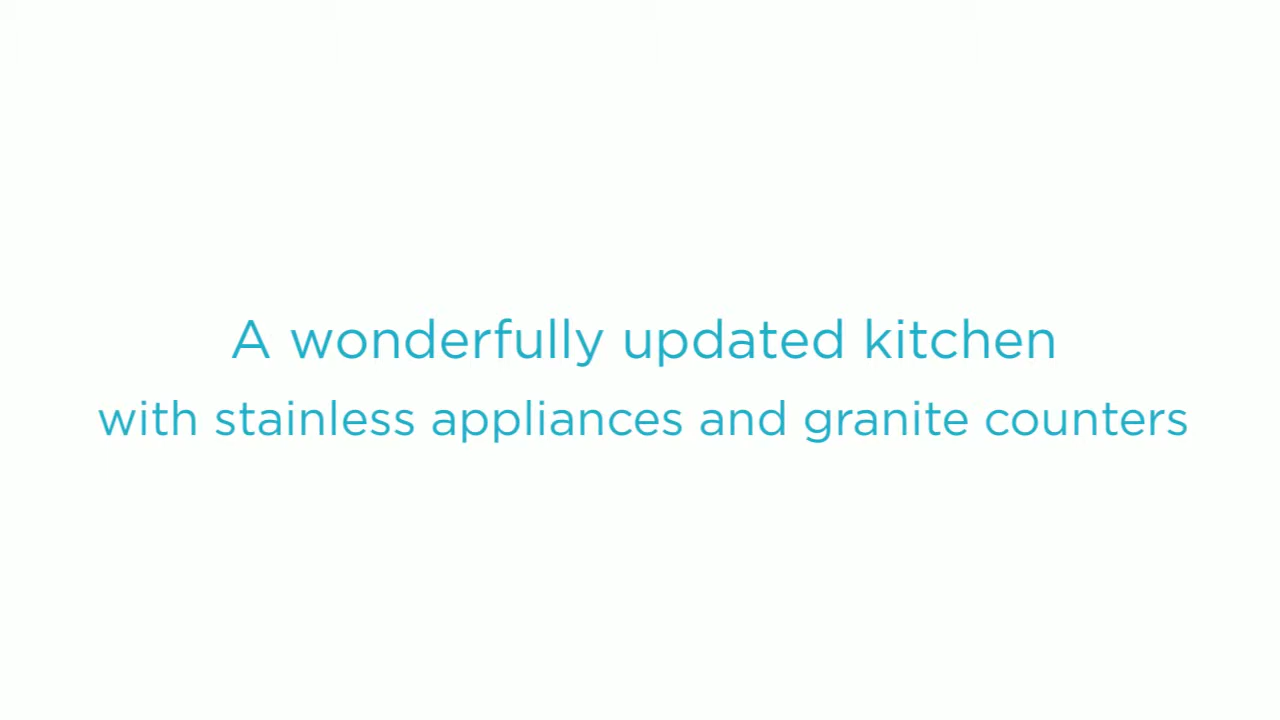 A wonderfully updated kitchen
with stainless appliances and granite counters